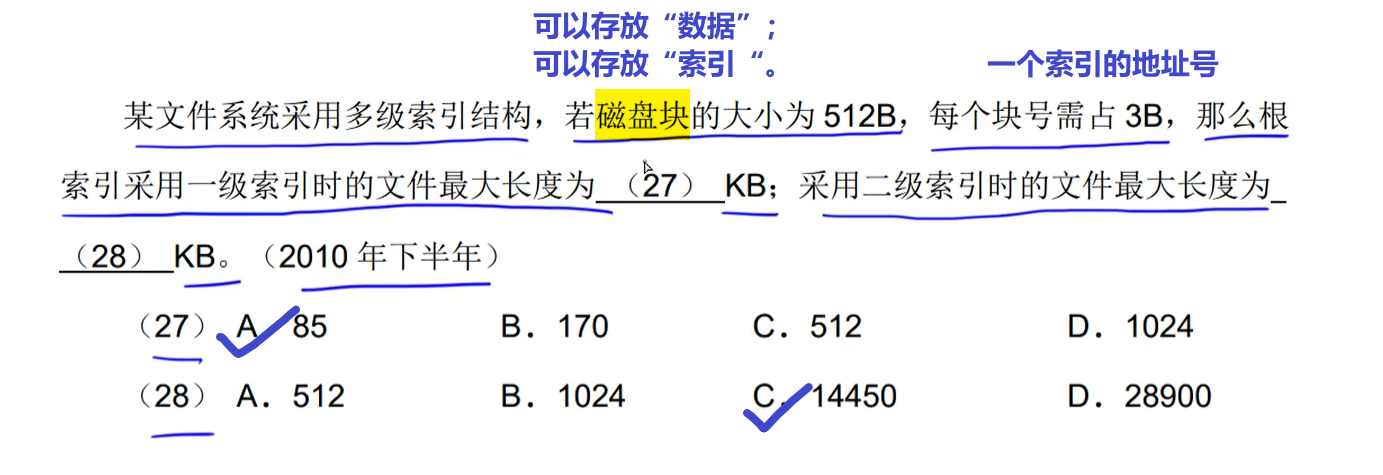 可以存放“数据”；
可以存放“索引“。 一个索引的地址号
某文件系统采用多级索引结构，若磁盘块的大小为 512B，每个块号需占 3B，那么根
索引采用一级索引时的文件最大长度为 （27） KB；采用二级索引时的文件最大长度为_
（28） KB。（2010 年下半年）
（27） A． 85 B．170 C．512 D．1024
（28） A．512 B．1024 C．14450 D．28900